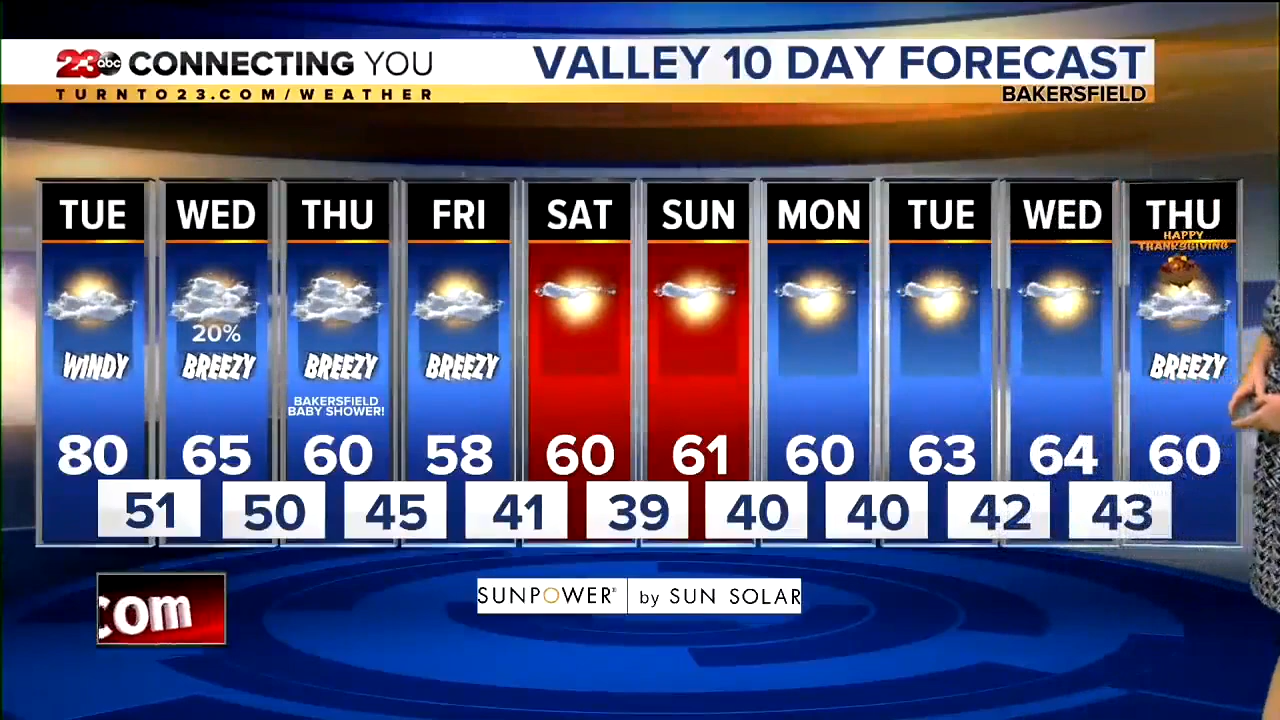 23 abc CONNECTING YOU
TURNTO23.COM/WEATHER
VALLEY 10 DAY FORECAST
BAKERSFIELD
TUE WED THU FRI SAT SUN MON TUE WED THU
HAPPY
THANKSGIVING
20%
WINDY BREEZY BREEZY BREEZY BREEZY
BAKERSFIELD
BABY SHOWER!
80 65 60 58 60 61 60 63 64 60
51 50 45 41 39 40 40 42 43
SUNPOWER® by SUN SOLAR
com